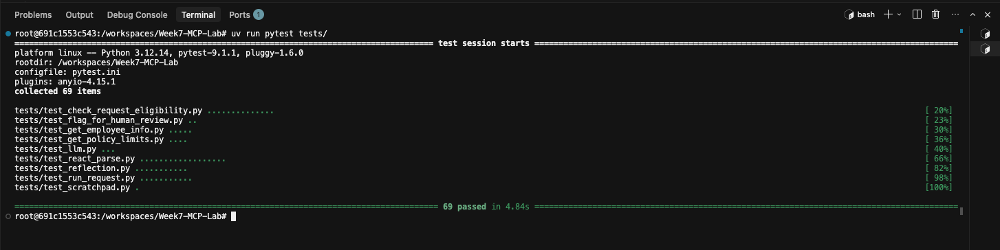 Problems Output Debug Console Terminal Ports 1 bash
root@691c1553c543:/workspaces/Week7-MCP-Lab# uv run pytest tests/
============================== test session starts ==============================
platform linux -- Python 3.12.14, pytest-9.1.1, pluggy-1.6.0
rootdir: /workspaces/Week7-MCP-Lab
configfile: pytest.ini
plugins: anyio-4.15.1
collected 69 items
tests/test_check_request_eligibility.py .............. [ 20%]
tests/test_flag_for_human_review.py .. [ 23%]
tests/test_get_employee_info.py ..... [ 30%]
tests/test_get_policy_limits.py .... [ 36%]
tests/test_llm.py ... [ 40%]
tests/test_react_parse.py .................. [ 66%]
tests/test_reflection.py ........... [ 82%]
tests/test_run_request.py ........... [ 98%]
tests/test_scratchpad.py . [100%]
============================== 69 passed in 4.84s ==============================
root@691c1553c543:/workspaces/Week7-MCP-Lab#